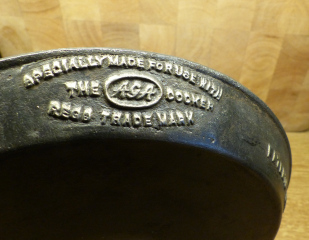 SPECIALLY MADE FOR USE WITH
THE AGA COOKER
REGD TRADE MARK